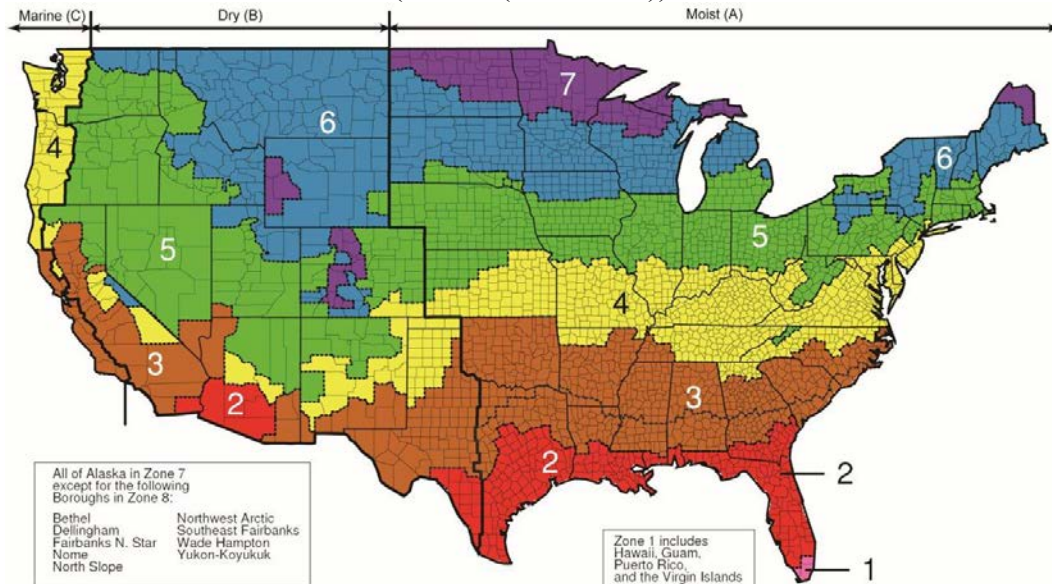 Marine (C)
Dry (B)
Moist (A)
7
6
4
6
5
5
4
3
3
2
2
2
1
All of Alaska in Zone 7
except for the following
Boroughs in Zone 8:
Bethel
Dellingham
Fairbanks N. Star
Nome
North Slope
Northwest Arctic
Southeast Fairbanks
Wade Hampton
Yukon-Koyukuk
Zone 1 includes
Hawaii, Guam,
Puerto Rico,
and the Virgin Islands